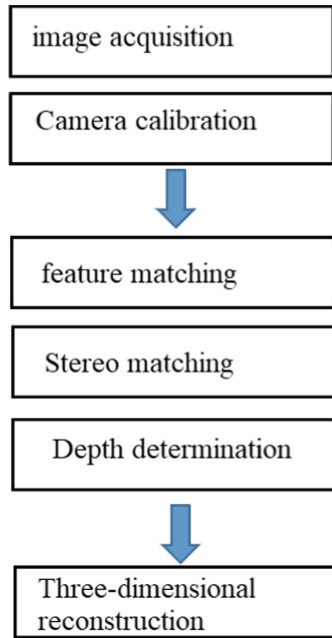 image acquisition
Camera calibration
feature matching
Stereo matching
Depth determination
Three-dimensional
reconstruction